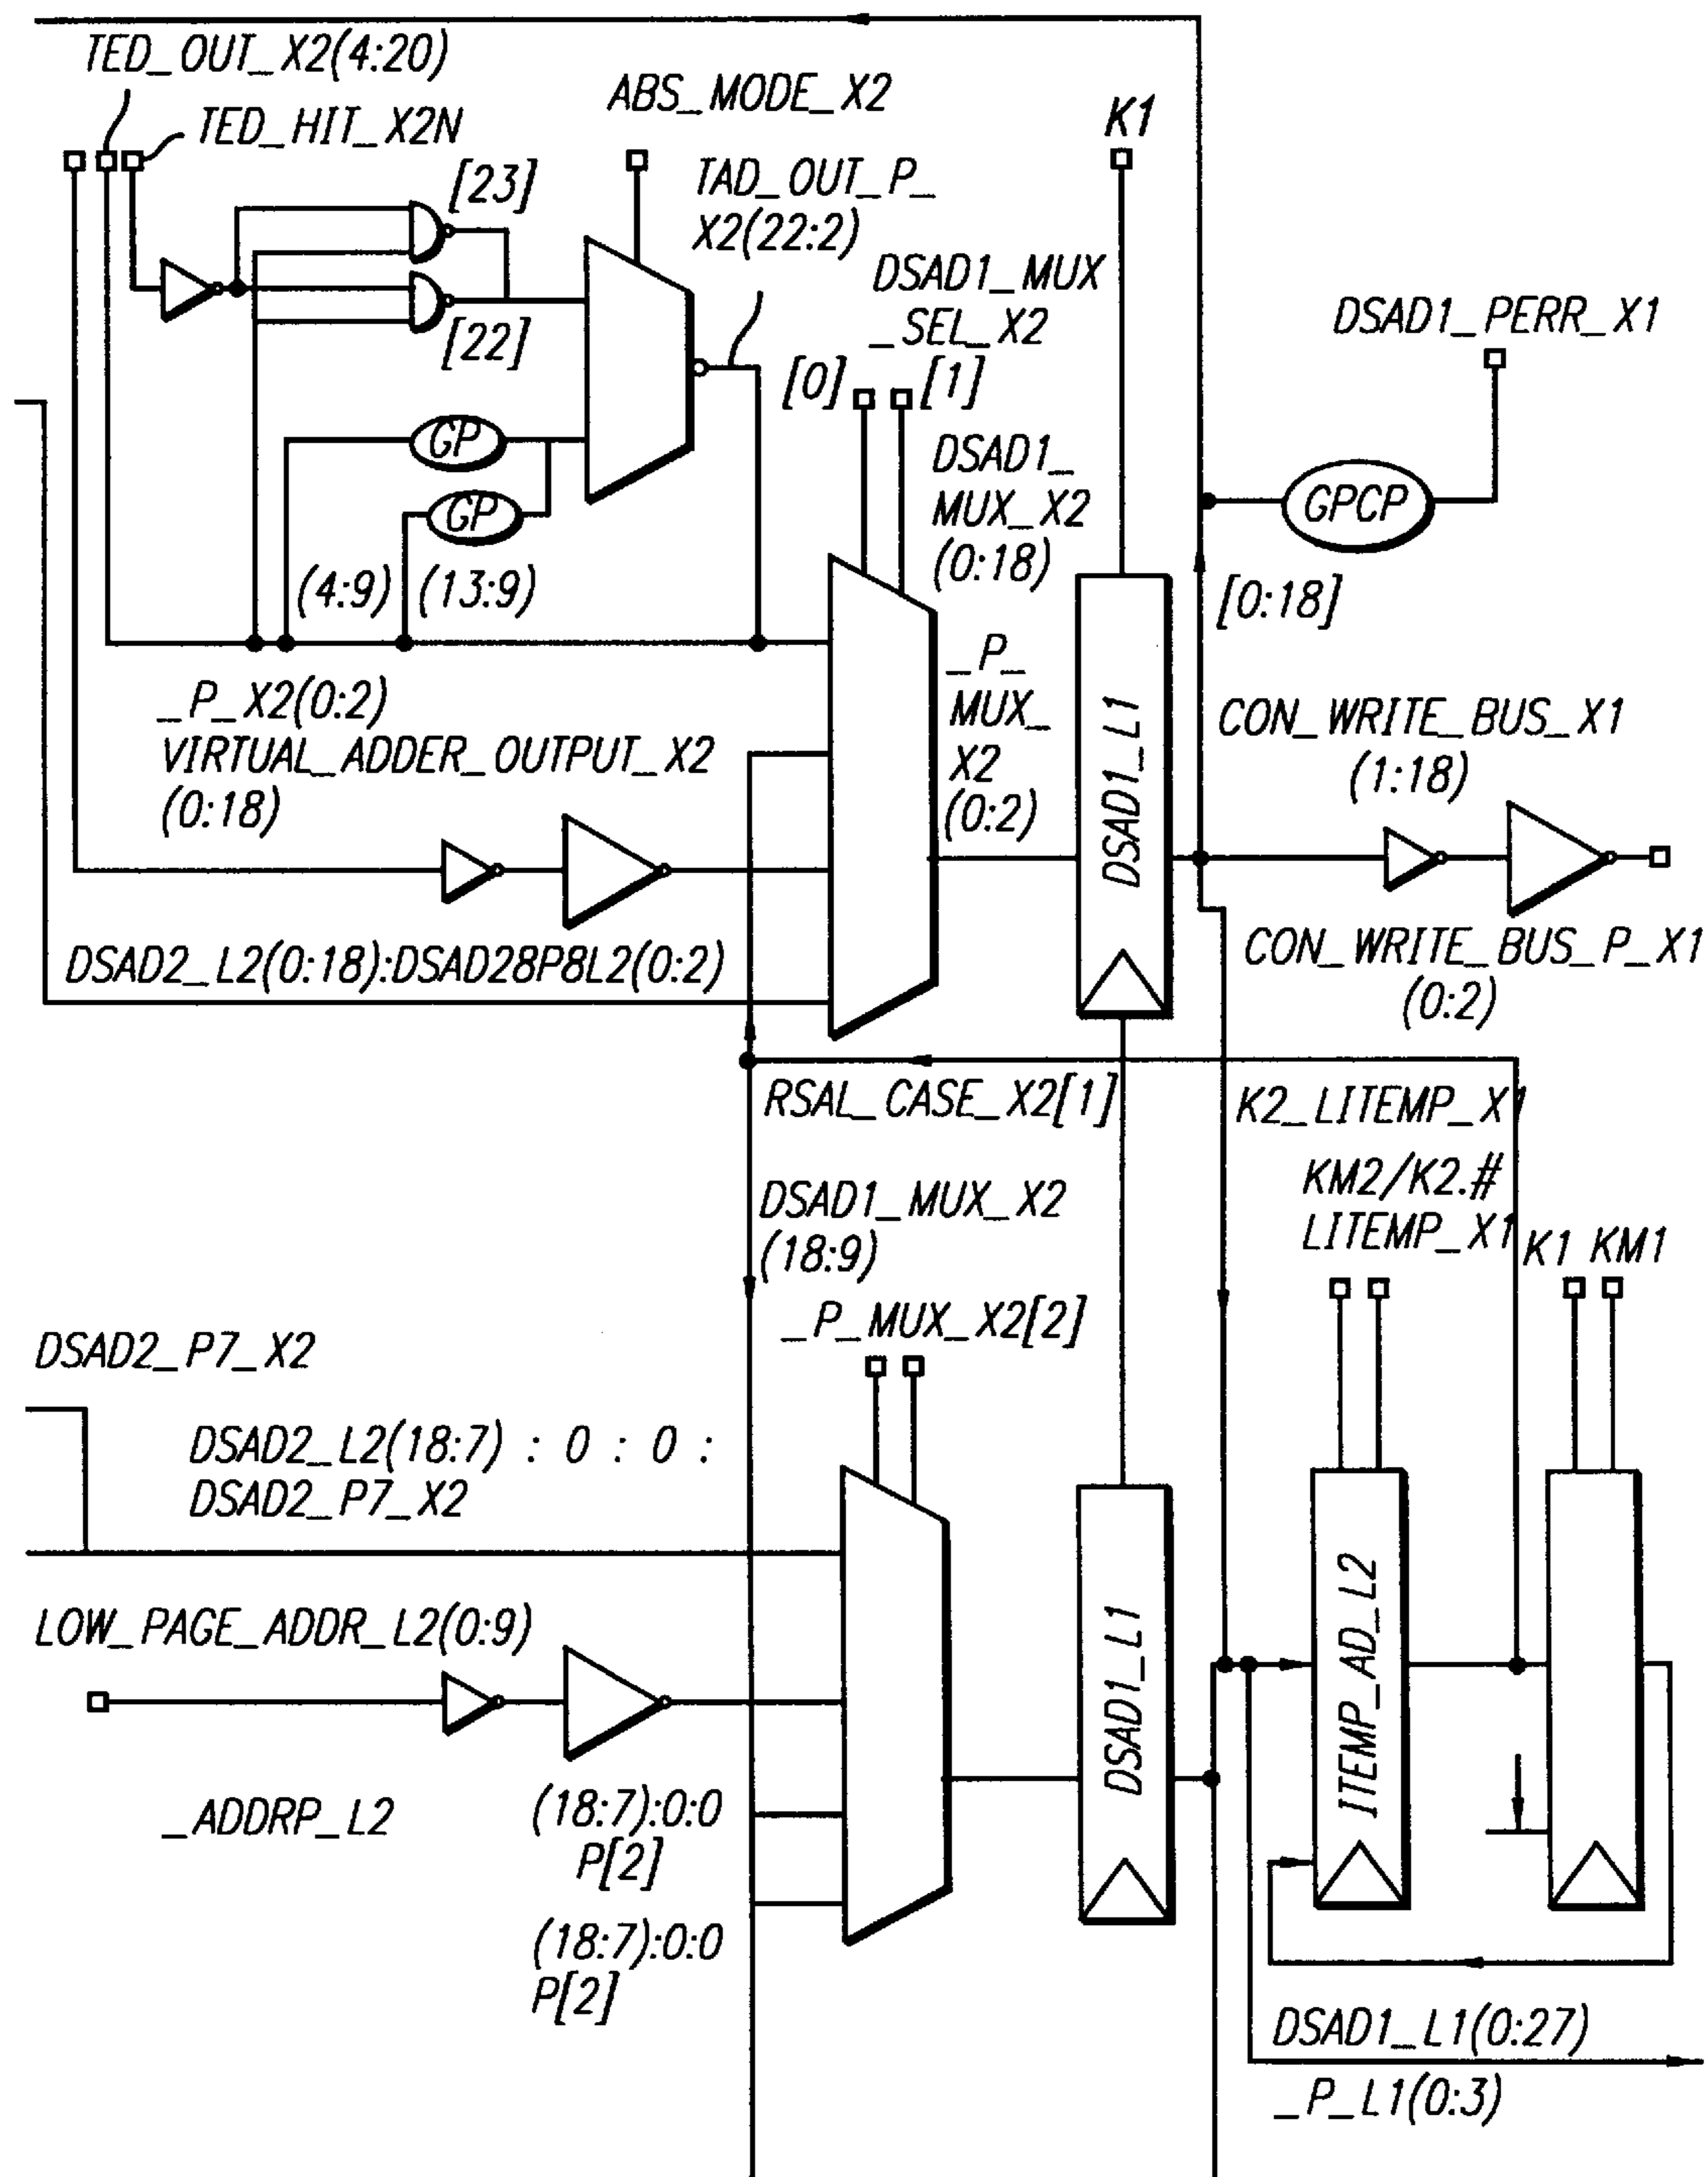 TED_OUT_X2(4:20)
TED_HIT_X2N
ABS_MODE_X2
K1
[23]
TAD_OUT_P_
X2(22:2)
[22]
DSAD1_MUX
_SEL_X2
[0]
[1]
DSAD1_PERR_X1
GP
GP
GPCP
DSAD1_
MUX_X2
(0:18)
(4:9)
(13:9)
[0:18]
_P_X2(0:2)
VIRTUAL_ADDER_OUTPUT_X2
(0:18)
_P_
MUX_
X2
(0:2)
DSAD1_L1
CON_WRITE_BUS_X1
(1:18)
DSAD2_L2(0:18):DSAD28P8L2(0:2)
CON_WRITE_BUS_P_X1
(0:2)
RSAL_CASE_X2[1]
K2_LITEMP_X1
DSAD1_MUX_X2
(18:9)
KM2/K2.#
LITEMP_X1
K1 KM1
_P_MUX_X2[2]
DSAD2_P7_X2
DSAD2_L2(18:7) : 0 : 0 :
DSAD2_P7_X2
LOW_PAGE_ADDR_L2(0:9)
DSAD1_L1
ITEMP_AD_L2
_ADDRP_L2
(18:7):0:0
P[2]
(18:7):0:0
P[2]
DSAD1_L1(0:27)
_P_L1(0:3)